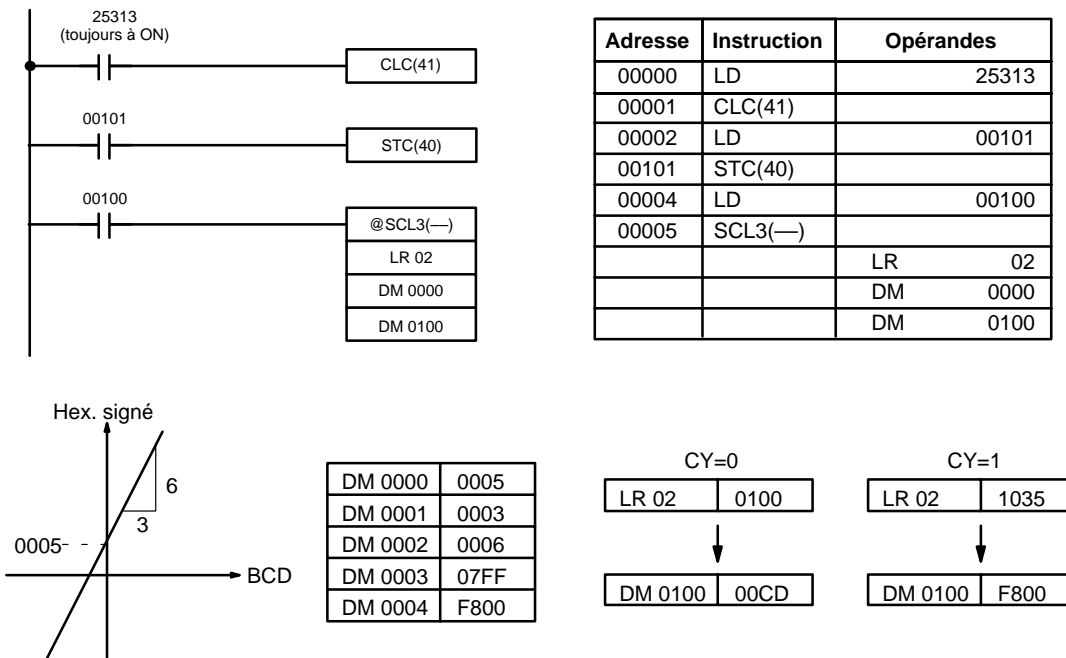 25313
(toujours à ON)
CLC(41)
00101
STC(40)
00100
@SCL3(––)
LR 02
DM 0000
DM 0100
Adresse Instruction Opérandes
00000 LD 25313
00001 CLC(41)
00002 LD 00101
00101 STC(40)
00004 LD 00100
00005 SCL3(––)
LR 02
DM 0000
DM 0100
Hex. signé
6
3
0005
BCD
DM 0000 0005
DM 0001 0003
DM 0002 0006
DM 0003 07FF
DM 0004 F800
CY=0
LR 02 0100
DM 0100 00CD
CY=1
LR 02 1035
DM 0100 F800